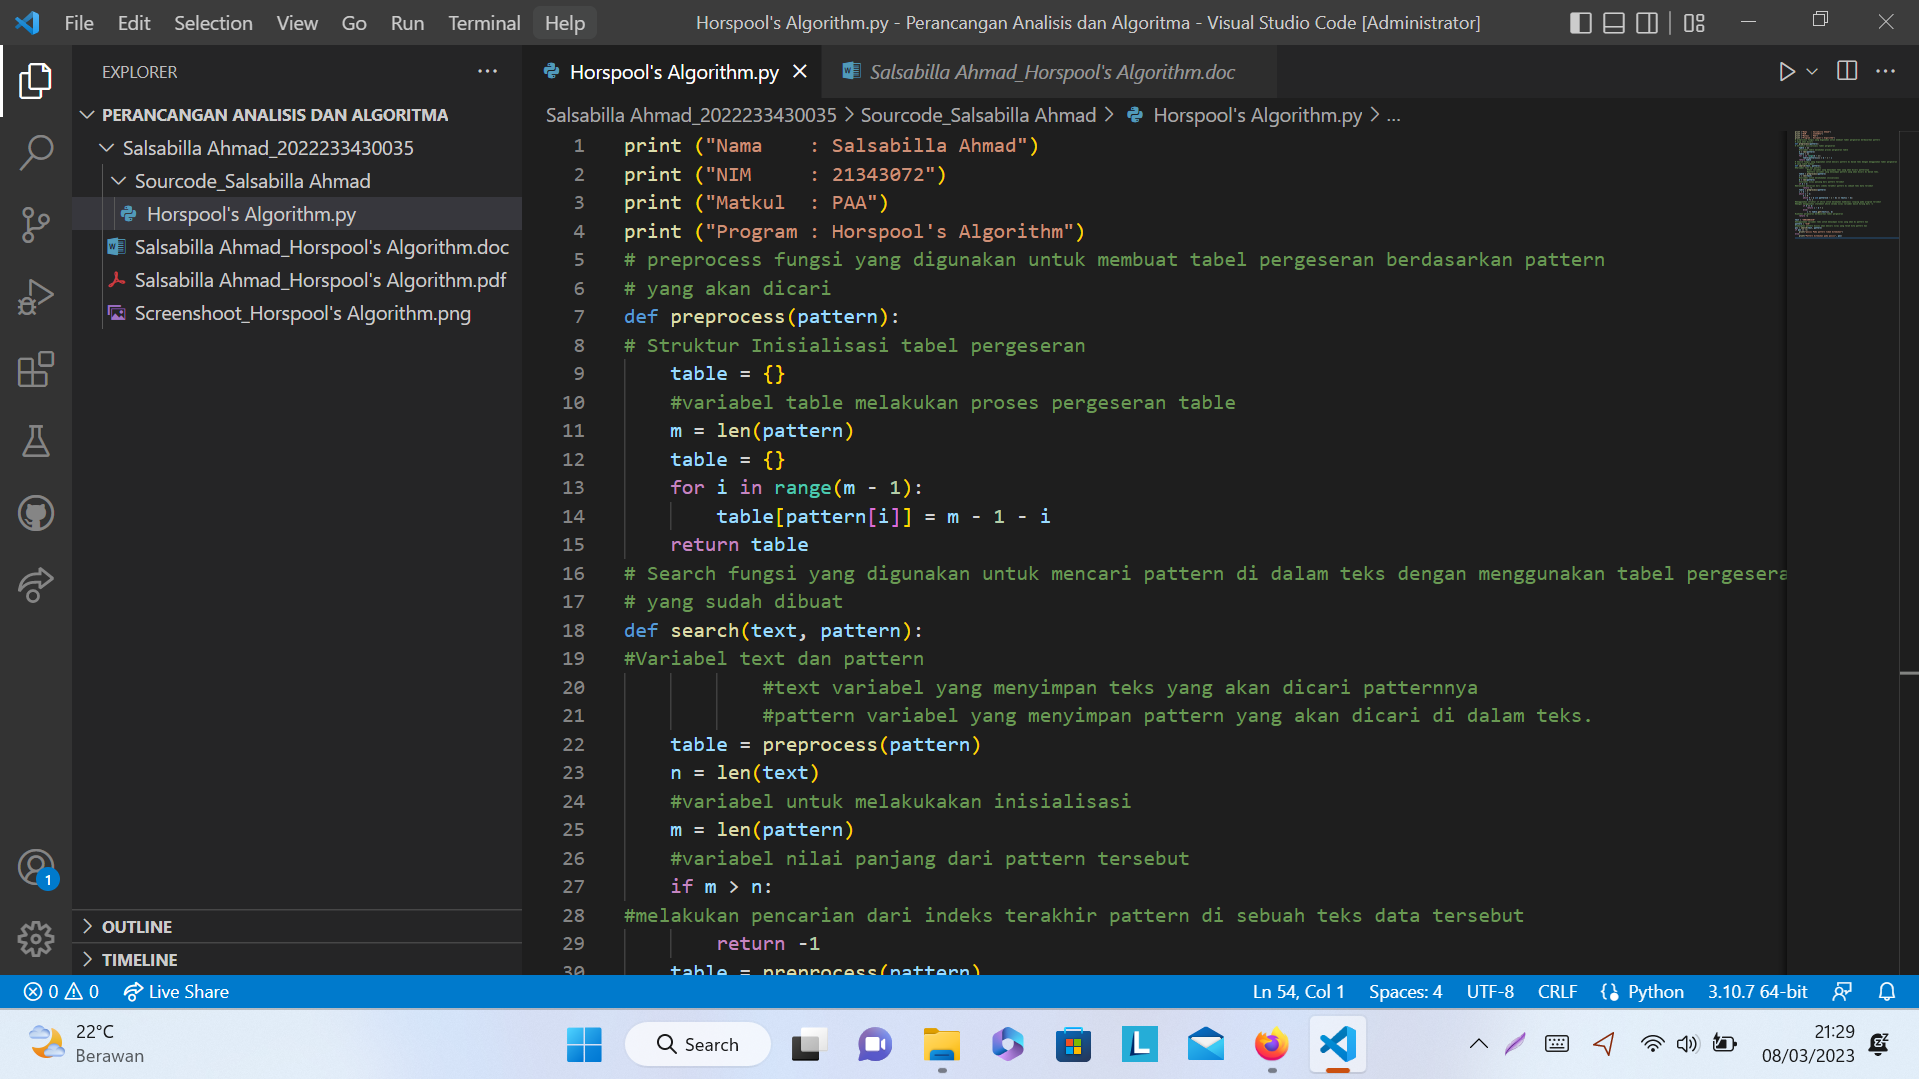 File Edit Selection View Go Run Terminal Help
Horspool's Algorithm.py - Perancangan Analisis dan Algoritma - Visual Studio Code [Administrator]
EXPLORER
PERANCANGAN ANALISIS DAN ALGORITMA
Salsabilla Ahmad_2022233430035
Sourcode_Salsabilla Ahmad
Horspool's Algorithm.py
Salsabilla Ahmad_Horspool's Algorithm.doc
Salsabilla Ahmad_Horspool's Algorithm.pdf
Screenshoot_Horspool's Algorithm.png
OUTLINE
TIMELINE
1
Horspool's Algorithm.py
Salsabilla Ahmad_Horspool's Algorithm.doc
Salsabilla Ahmad_2022233430035 > Sourcode_Salsabilla Ahmad > Horspool's Algorithm.py > ...
1 print ("Nama    : Salsabilla Ahmad")
2 print ("NIM     : 21343072")
3 print ("Matkul  : PAA")
4 print ("Program : Horspool's Algorithm")
5 # preprocess fungsi yang digunakan untuk membuat tabel pergeseran berdasarkan pattern
6 # yang akan dicari
7 def preprocess(pattern):
8 # Struktur Inisialisasi tabel pergeseran
9     table = {}
10     #variabel table melakukan proses pergeseran table
11     m = len(pattern)
12     table = {}
13     for i in range(m - 1):
14         table[pattern[i]] = m - 1 - i
15     return table
16 # Search fungsi yang digunakan untuk mencari pattern di dalam teks dengan menggunakan tabel pergesera
17 # yang sudah dibuat
18 def search(text, pattern):
19 #Variabel text dan pattern
20             #text variabel yang menyimpan teks yang akan dicari patternnya
21             #pattern variabel yang menyimpan pattern yang akan dicari di dalam teks.
22     table = preprocess(pattern)
23     n = len(text)
24     #variabel untuk melakukakan inisialisasi
25     m = len(pattern)
26     #variabel nilai panjang dari pattern tersebut
27     if m > n:
28 #melakukan pencarian dari indeks terakhir pattern di sebuah teks data tersebut
29         return -1
30     table = preprocess(pattern)
0 0 Live Share
Ln 54, Col 1 Spaces: 4 UTF-8 CRLF Python 3.10.7 64-bit
22°C
Berawan
Search
L
21:29
08/03/2023